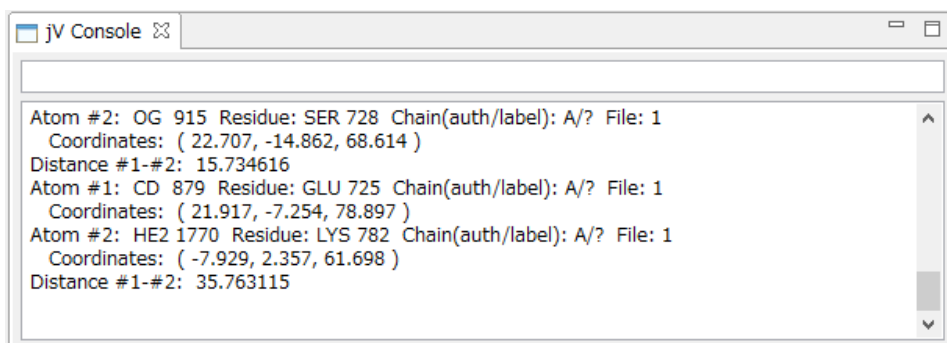 jV Console
Atom #2: OG 915 Residue: SER 728 Chain(auth/label): A/? File: 1
Coordinates: ( 22.707, -14.862, 68.614 )
Distance #1-#2: 15.734616
Atom #1: CD 879 Residue: GLU 725 Chain(auth/label): A/? File: 1
Coordinates: ( 21.917, -7.254, 78.897 )
Atom #2: HE2 1770 Residue: LYS 782 Chain(auth/label): A/? File: 1
Coordinates: ( -7.929, 2.357, 61.698 )
Distance #1-#2: 35.763115